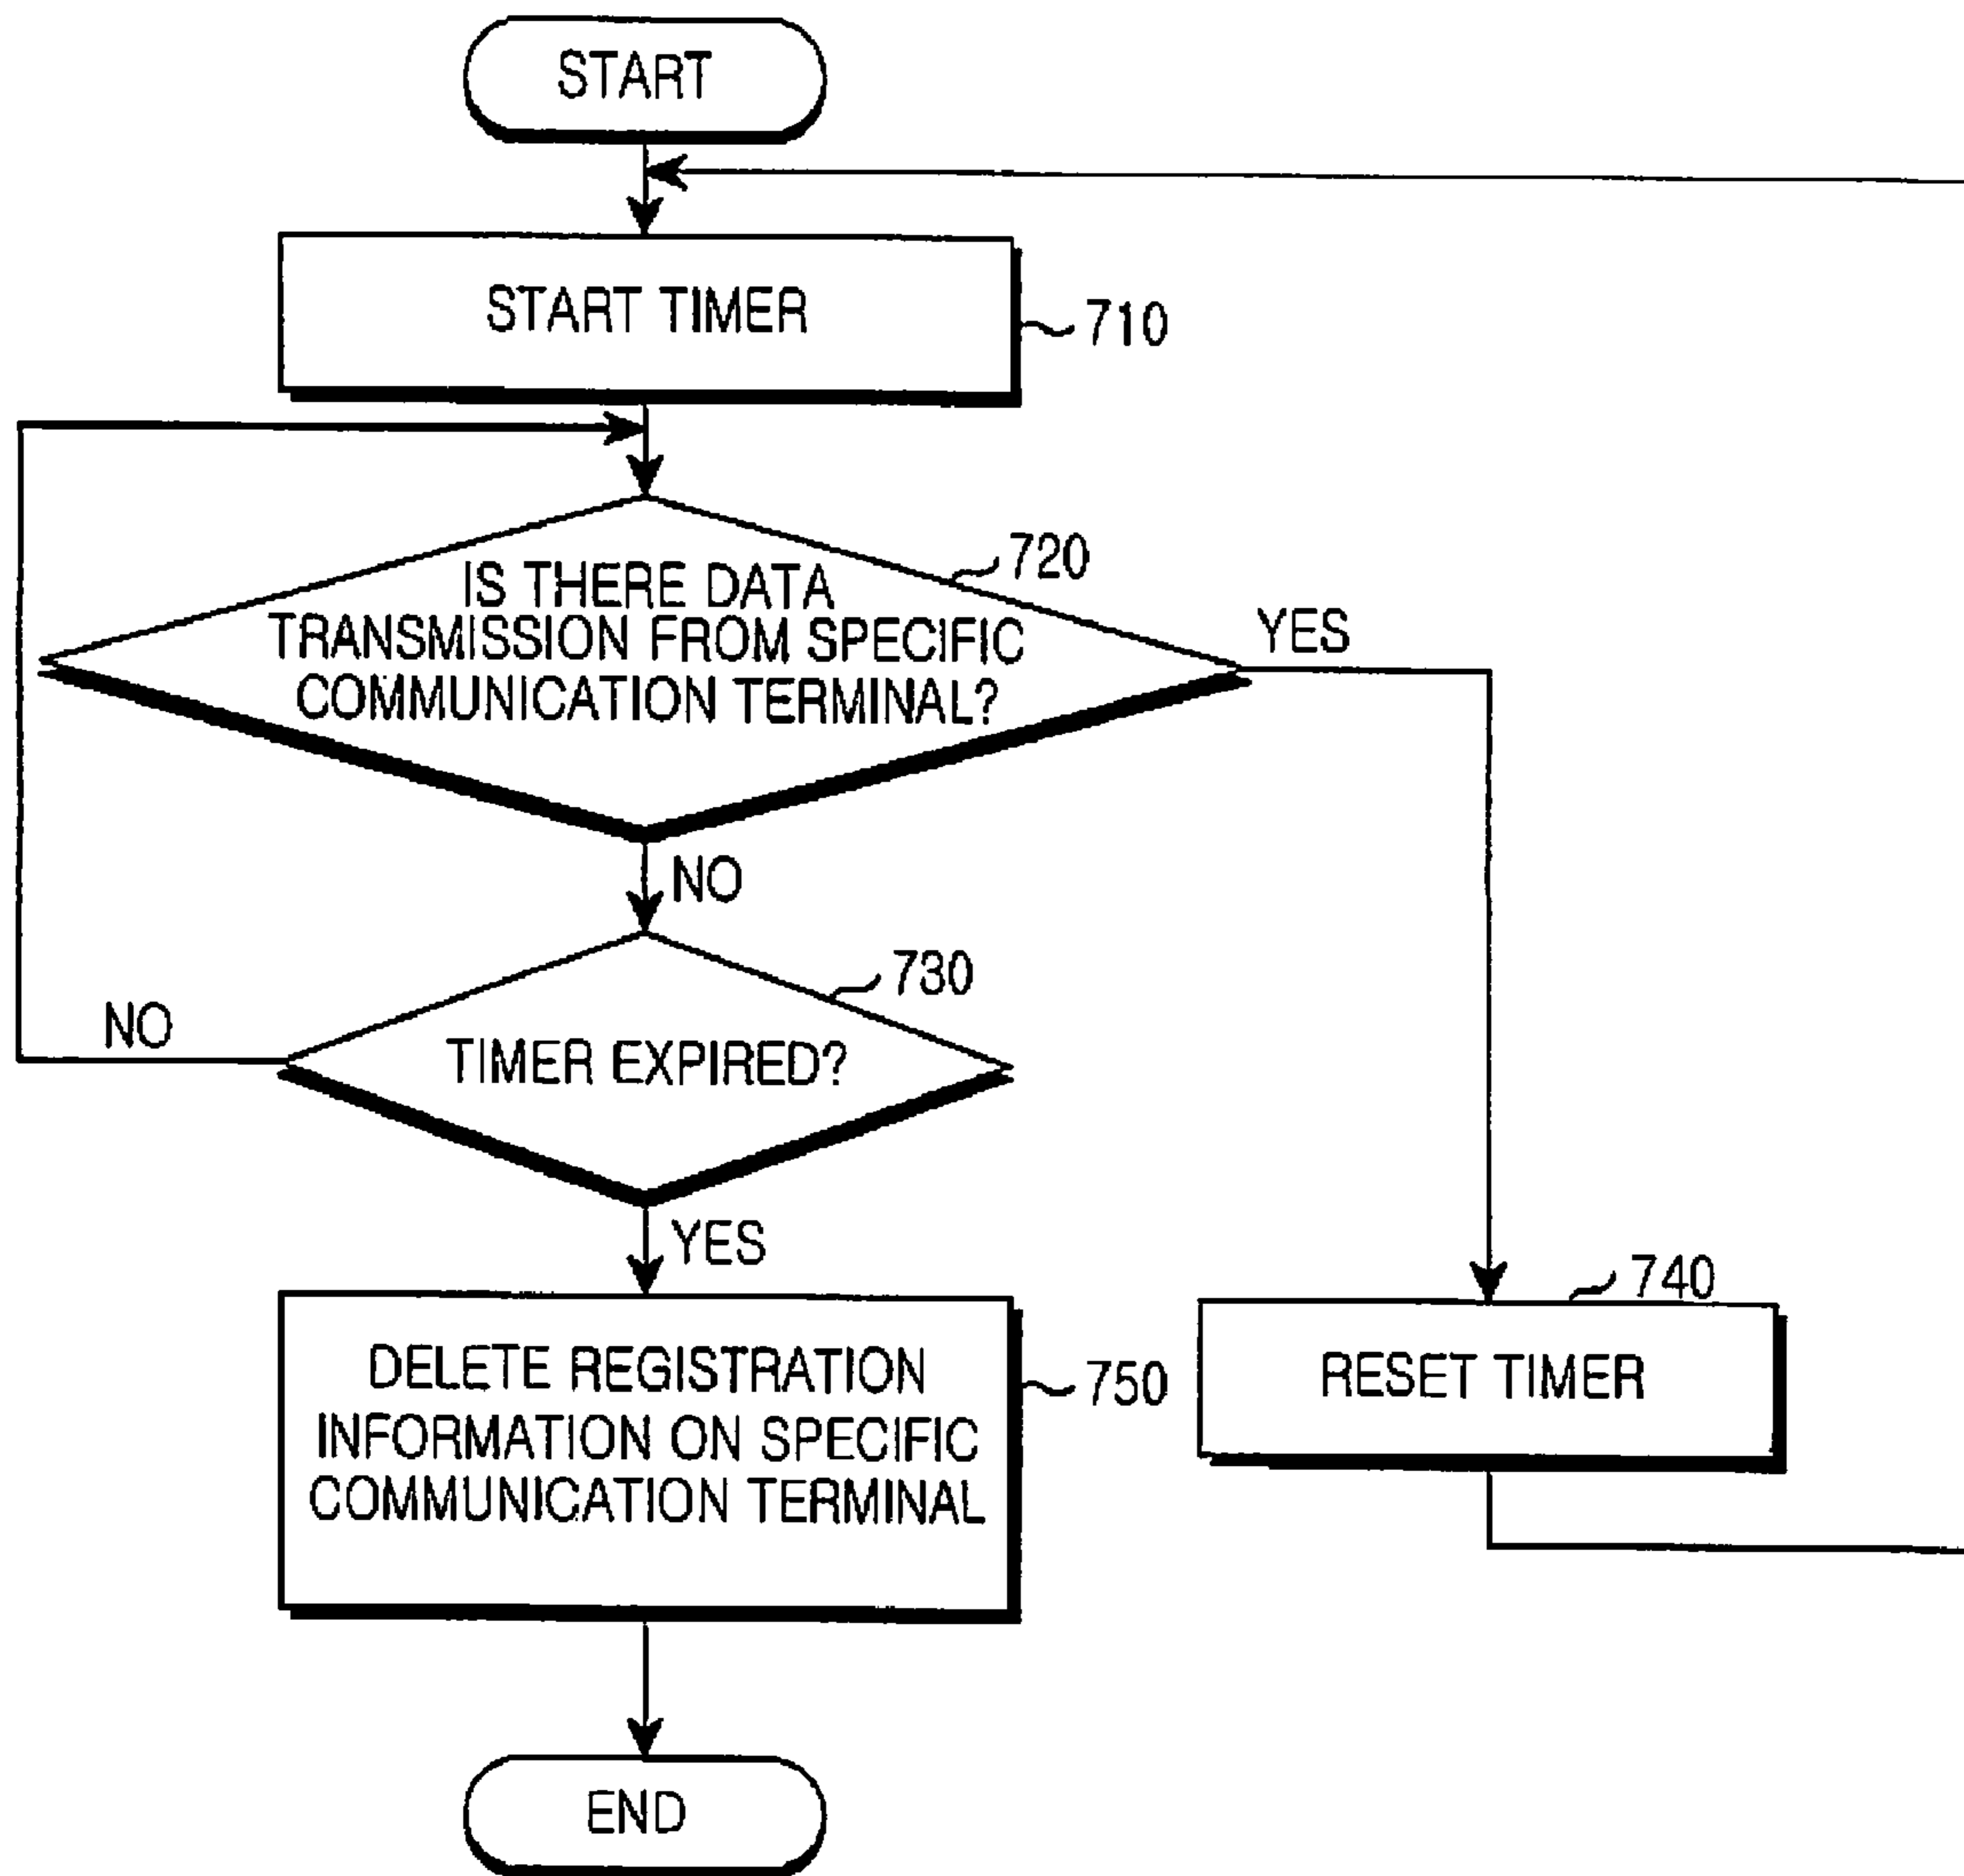 START
START TIMER
710
720
IS THERE DATA
TRANSMISSION FROM SPECIFIC
COMMUNICATION TERMINAL?
YES
NO
730
NO
TIMER EXPIRED?
YES
740
DELETE REGISTRATION
INFORMATION ON SPECIFIC
COMMUNICATION TERMINAL
750
RESET TIMER
END